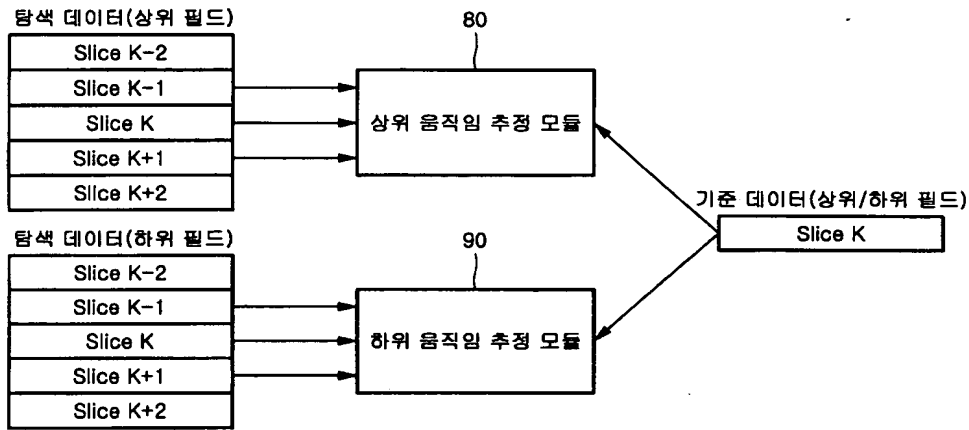 탐색 데이터(상위 필드)
Slice K-2
Slice K-1
Slice K
Slice K+1
Slice K+2
80
상위 움직임 추정 모듈
기준 데이터(상위/하위 필드)
Slice K
탐색 데이터(하위 필드)
Slice K-2
Slice K-1
Slice K
Slice K+1
Slice K+2
90
하위 움직임 추정 모듈